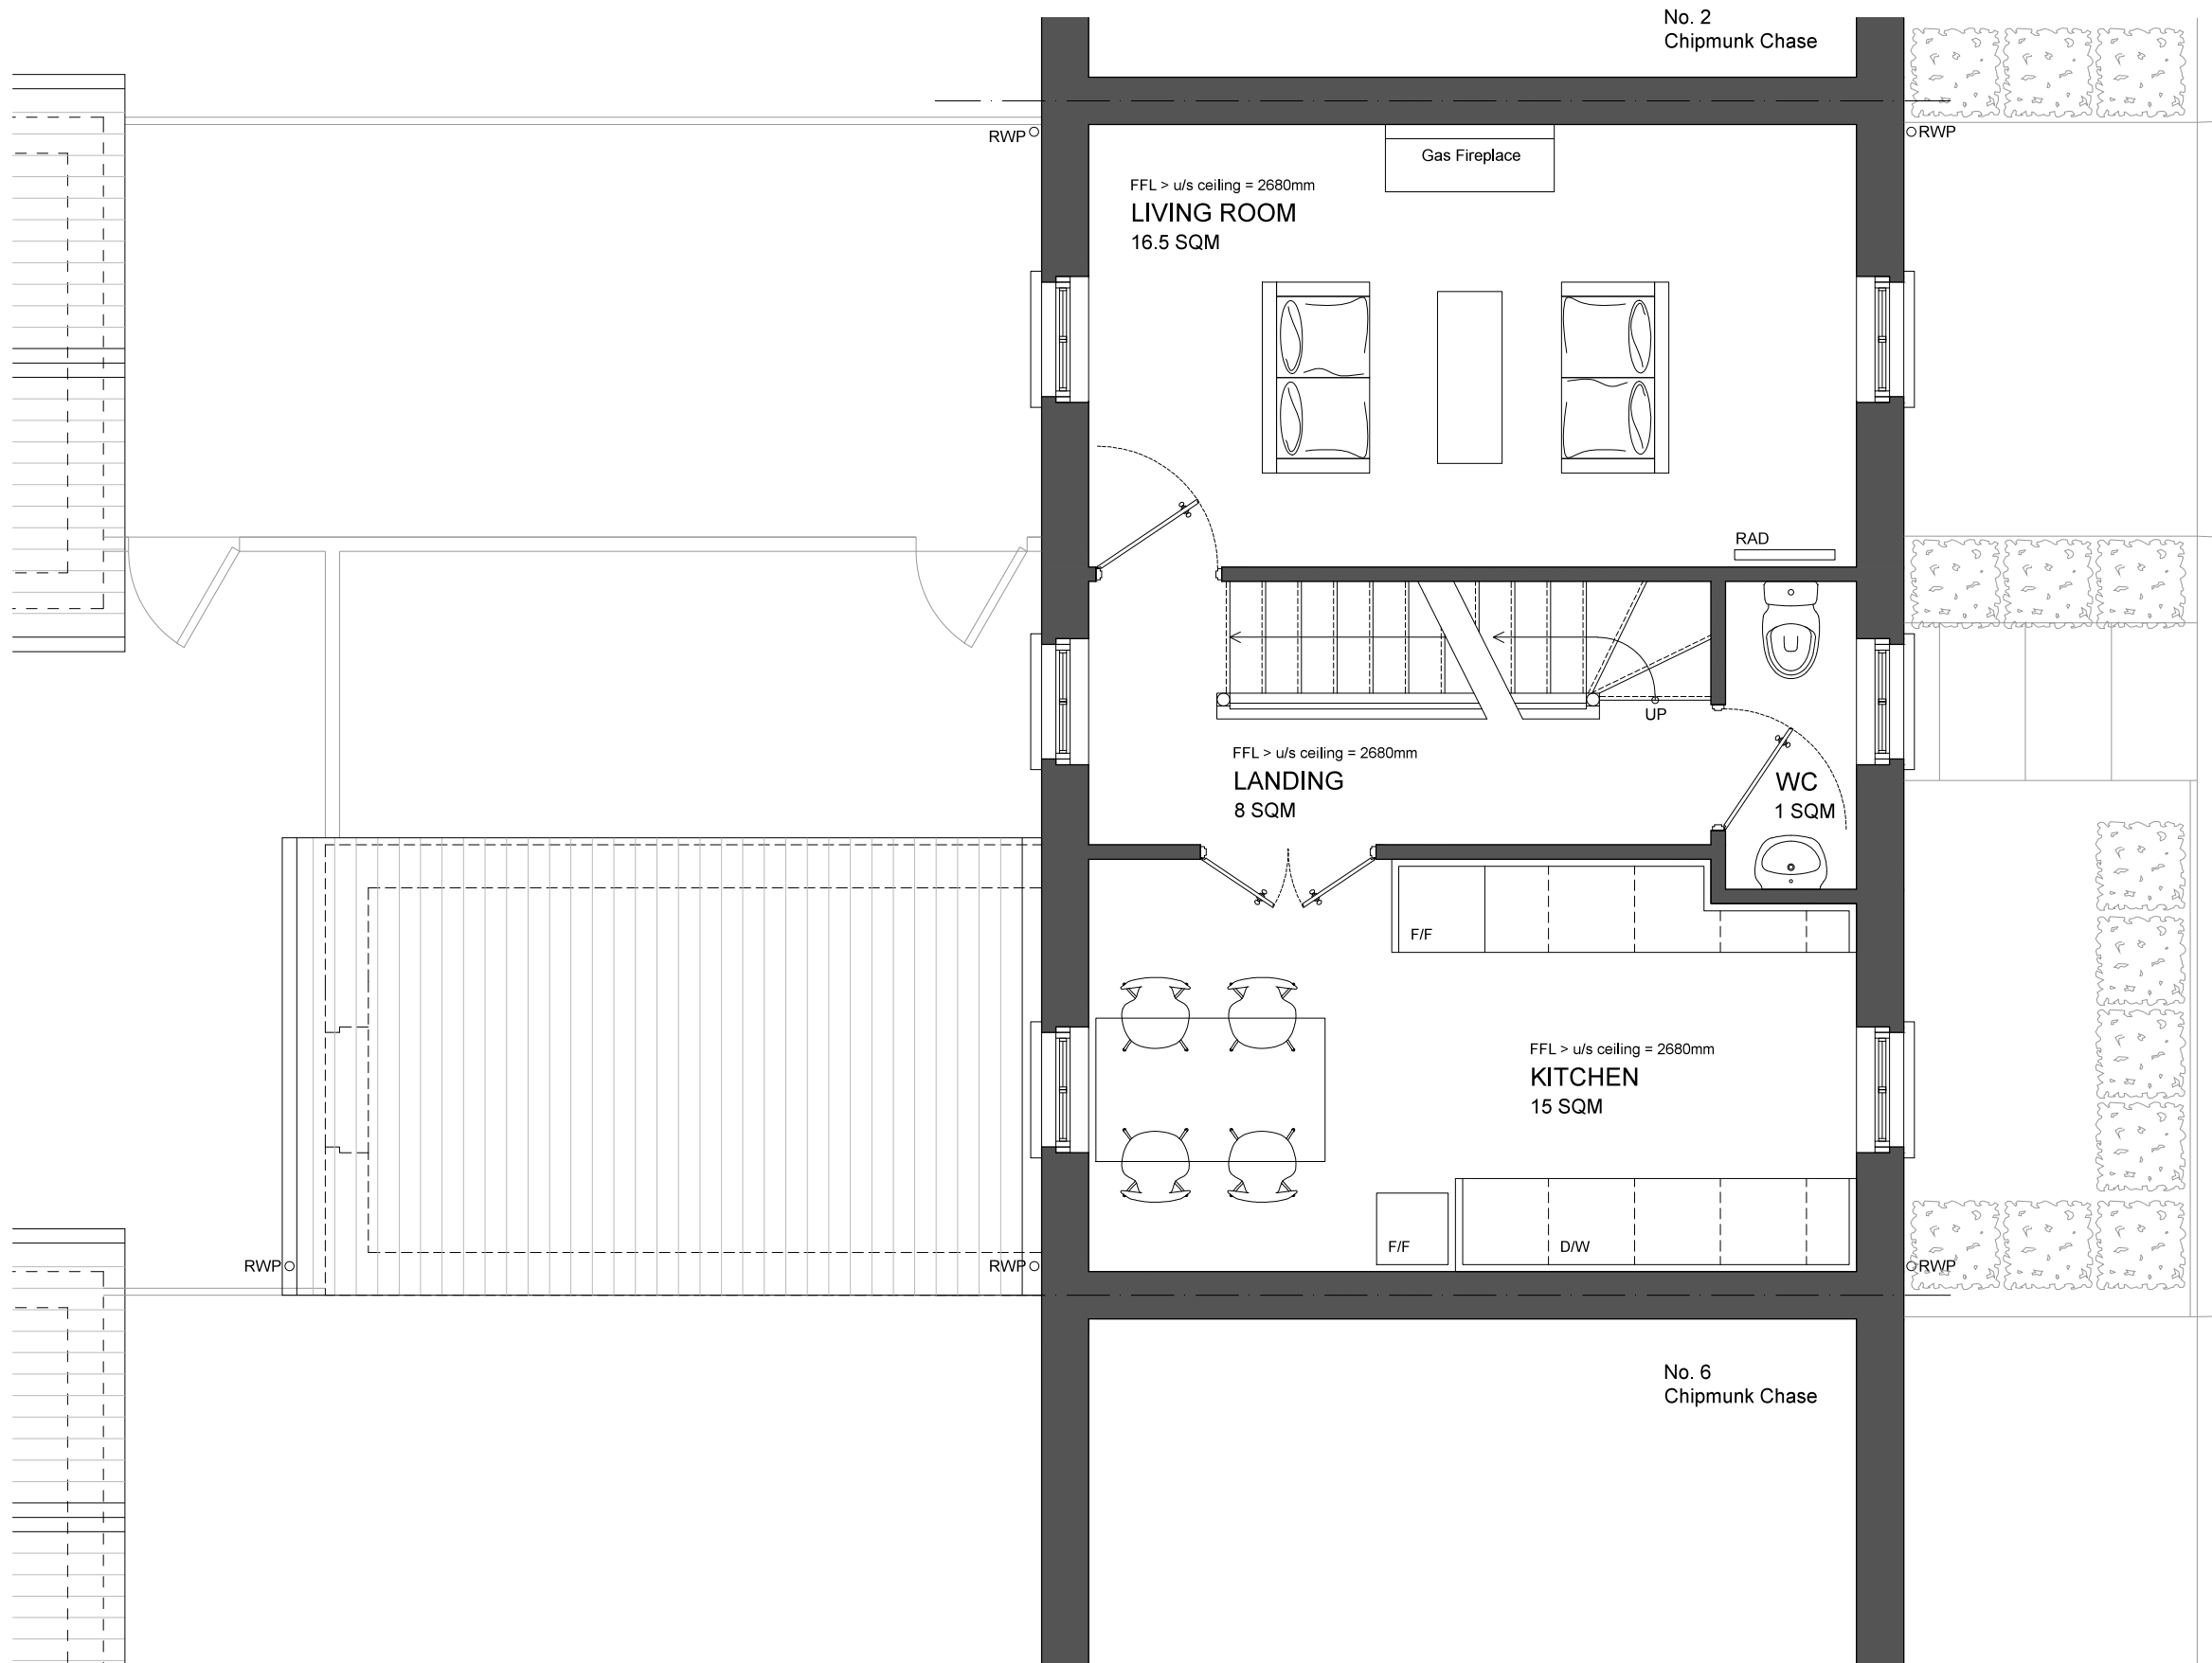 No. 2
Chipmunk Chase
RWP
RWP
Gas Fireplace
FFL > u/s ceiling = 2680mm
LIVING ROOM
16.5 SQM
RAD
UP
FFL > u/s ceiling = 2680mm
LANDING
8 SQM
WC
1 SQM
F/F
FFL > u/s ceiling = 2680mm
KITCHEN
15 SQM
F/F
D/W
RWP
RWP
RWP
No. 6
Chipmunk Chase